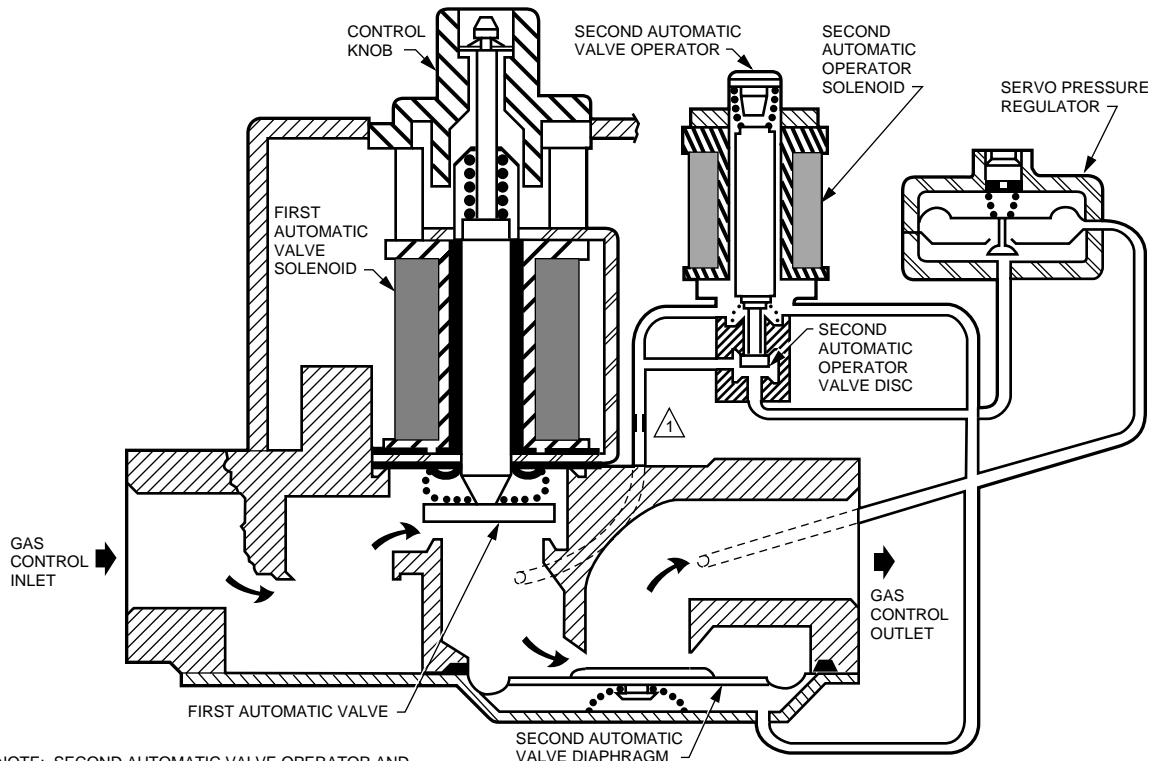 CONTROL
KNOB
SECOND AUTOMATIC
VALVE OPERATOR
SECOND
AUTOMATIC
OPERATOR
SOLENOID
SERVO PRESSURE
REGULATOR
FIRST
AUTOMATIC
VALVE
SOLENOID
SECOND
AUTOMATIC
OPERATOR
VALVE DISC
1
GAS
CONTROL
INLET
GAS
CONTROL
OUTLET
FIRST AUTOMATIC VALVE
SECOND AUTOMATIC
VALVE DIAPHRAGM
NOTE: SECOND AUTOMATIC VALVE OPERATOR AND